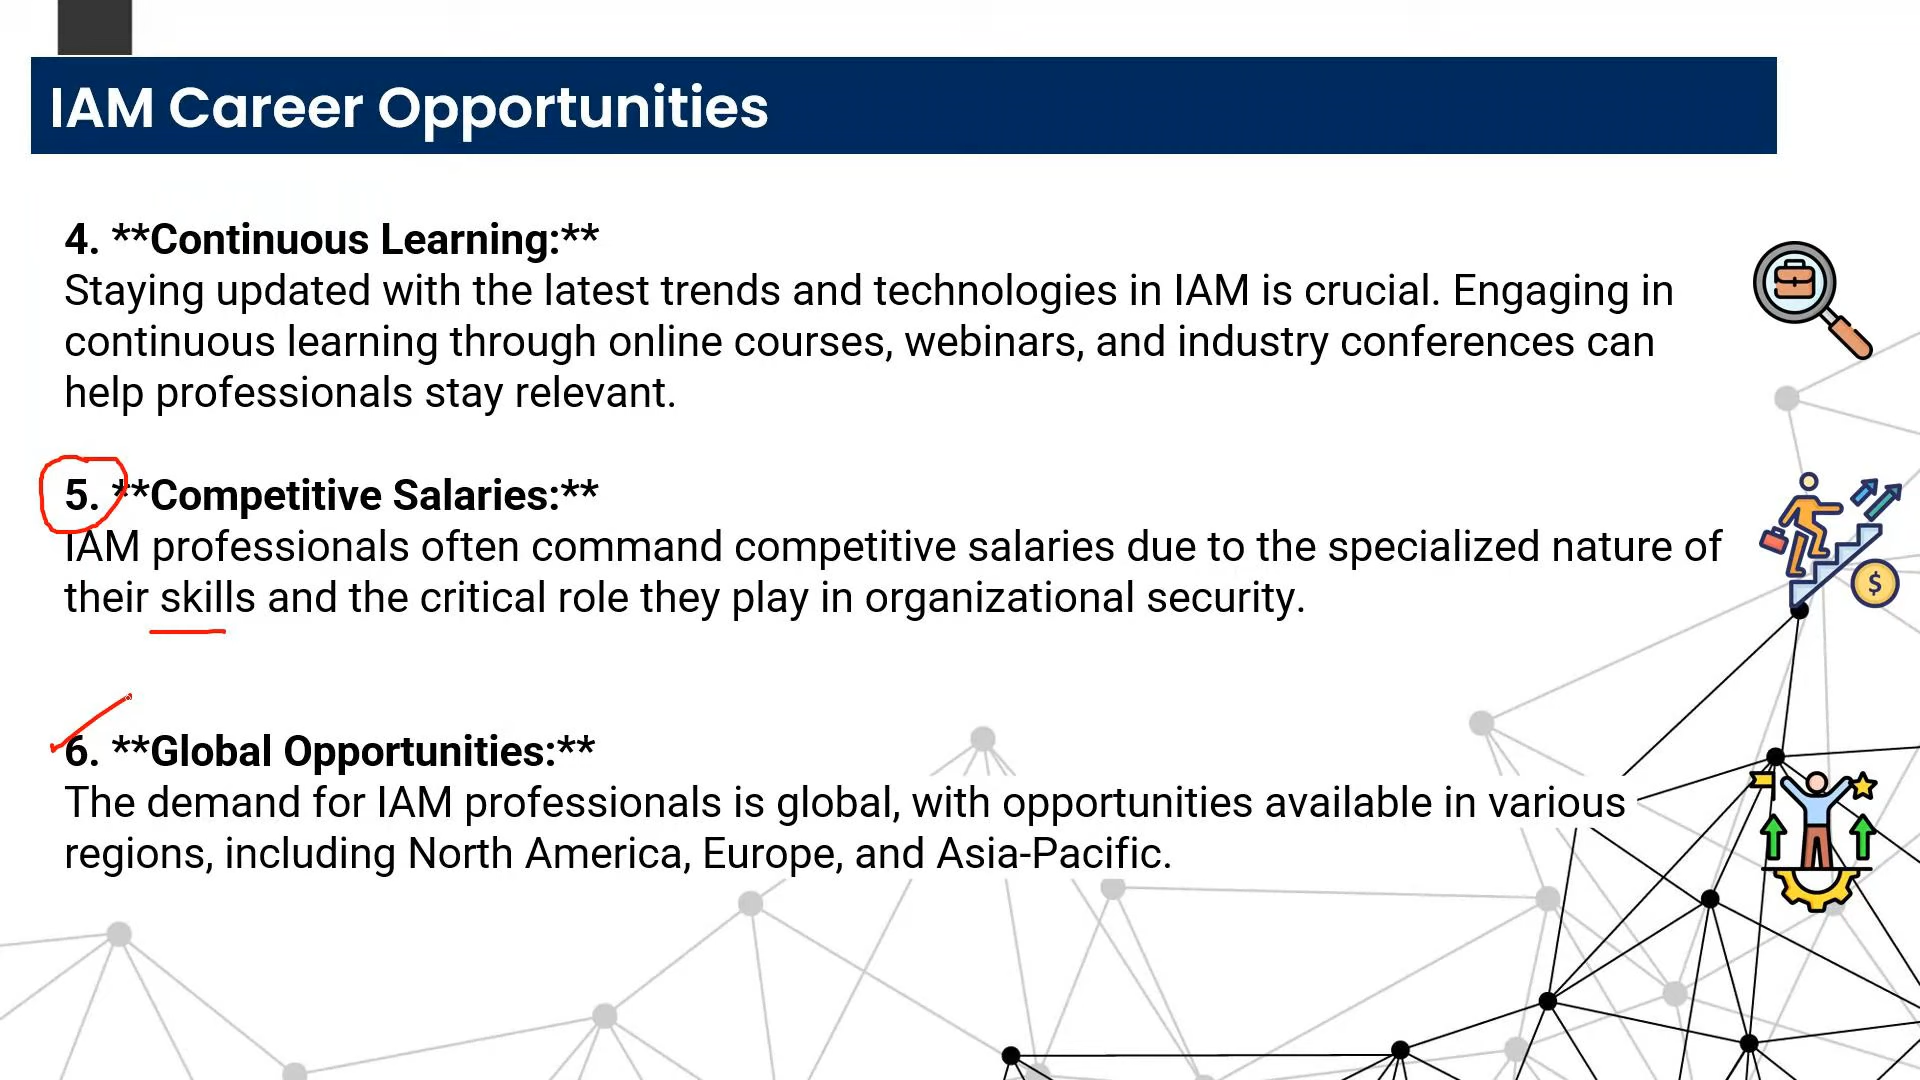 IAM Career Opportunities
4. **Continuous Learning:**
Staying updated with the latest trends and technologies in IAM is crucial. Engaging in
continuous learning through online courses, webinars, and industry conferences can
help professionals stay relevant.
5. **Competitive Salaries:**
IAM professionals often command competitive salaries due to the specialized nature of
their skills and the critical role they play in organizational security.
$
6. **Global Opportunities:**
The demand for IAM professionals is global, with opportunities available in various
regions, including North America, Europe, and Asia-Pacific.